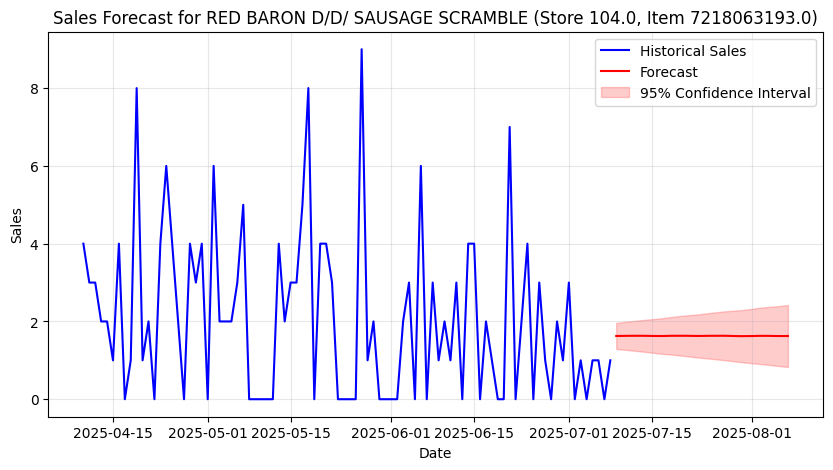 Sales Forecast for RED BARON D/D/ SAUSAGE SCRAMBLE (Store 104.0, Item 7218063193.0)
Historical Sales
Forecast
95% Confidence Interval
Sales
8
6
4
2
0
2025-04-15
2025-05-01
2025-05-15
2025-06-01
2025-06-15
2025-07-01
2025-07-15
2025-08-01
Date